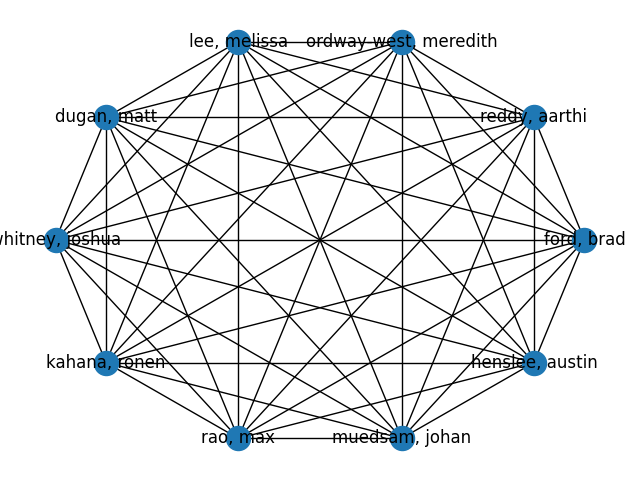 lee, melissa
ordway-west, meredith
dugan, matt
reddy, aarthi
whitney, joshua
ford, brad
kahana, ronen
henslee, austin
rao, max
muedsam, johan